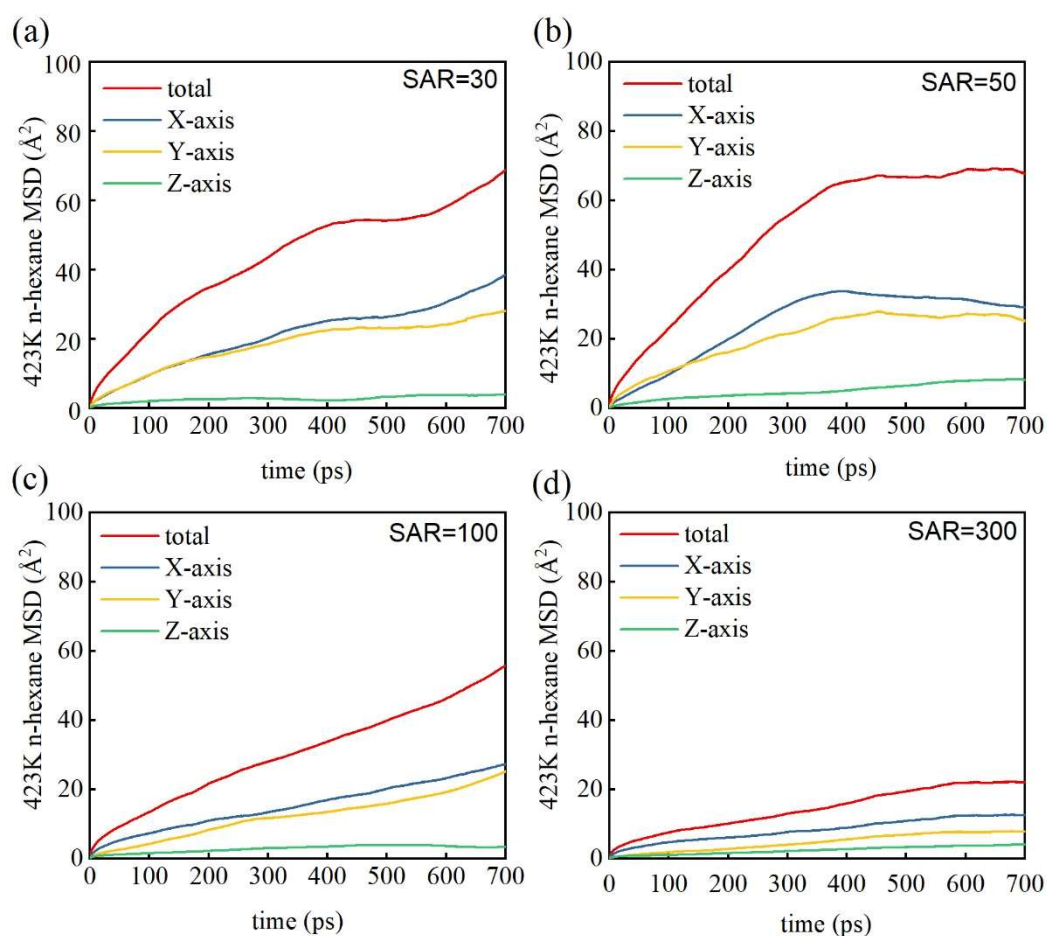 (a)
423K n-hexane MSD (Å²)
100
80
60
40
20
0
SAR=30
total
X-axis
Y-axis
Z-axis
0 100 200 300 400 500 600 700
time (ps)
(b)
423K n-hexane MSD (Å²)
100
80
60
40
20
0
SAR=50
total
X-axis
Y-axis
Z-axis
0 100 200 300 400 500 600 700
time (ps)
(c)
423K n-hexane MSD (Å²)
100
80
60
40
20
0
SAR=100
total
X-axis
Y-axis
Z-axis
0 100 200 300 400 500 600 700
time (ps)
(d)
423K n-hexane MSD (Å²)
100
80
60
40
20
0
SAR=300
total
X-axis
Y-axis
Z-axis
0 100 200 300 400 500 600 700
time (ps)